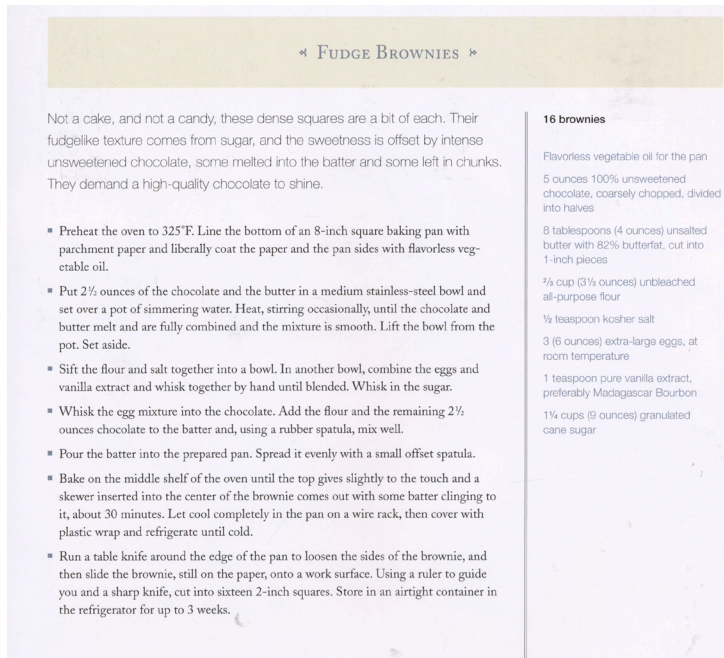 Fudge Brownies
Not a cake, and not a candy, these dense squares are a bit of each. Their
fudgelike texture comes from sugar, and the sweetness is offset by intense
unsweetened chocolate, some melted into the batter and some left in chunks.
They demand a high-quality chocolate to shine.
▪ Preheat the oven to 325°F. Line the bottom of an 8-inch square baking pan with
parchment paper and liberally coat the paper and the pan sides with flavorless veg-
etable oil.
▪ Put 2½ ounces of the chocolate and the butter in a medium stainless-steel bowl and
set over a pot of simmering water. Heat, stirring occasionally, until the chocolate and
butter melt and are fully combined and the mixture is smooth. Lift the bowl from the
pot. Set aside.
▪ Sift the flour and salt together into a bowl. In another bowl, combine the eggs and
vanilla extract and whisk together by hand until blended. Whisk in the sugar.
▪ Whisk the egg mixture into the chocolate. Add the flour and the remaining 2½
ounces chocolate to the batter and, using a rubber spatula, mix well.
▪ Pour the batter into the prepared pan. Spread it evenly with a small offset spatula.
▪ Bake on the middle shelf of the oven until the top gives slightly to the touch and a
skewer inserted into the center of the brownie comes out with some batter clinging to
it, about 30 minutes. Let cool completely in the pan on a wire rack, then cover with
plastic wrap and refrigerate until cold.
▪ Run a table knife around the edge of the pan to loosen the sides of the brownie, and
then slide the brownie, still on the paper, onto a work surface. Using a ruler to guide
you and a sharp knife, cut into sixteen 2-inch squares. Store in an airtight container in
the refrigerator for up to 3 weeks.
16 brownies
Flavorless vegetable oil for the pan
5 ounces 100% unsweetened
chocolate, coarsely chopped, divided
into halves
8 tablespoons (4 ounces) unsalted
butter with 82% butterfat, cut into
1-inch pieces
⅔ cup (3½ ounces) unbleached
all-purpose flour
½ teaspoon kosher salt
3 (6 ounces) extra-large eggs, at
room temperature
1 teaspoon pure vanilla extract,
preferably Madagascar Bourbon
1¼ cups (9 ounces) granulated
cane sugar